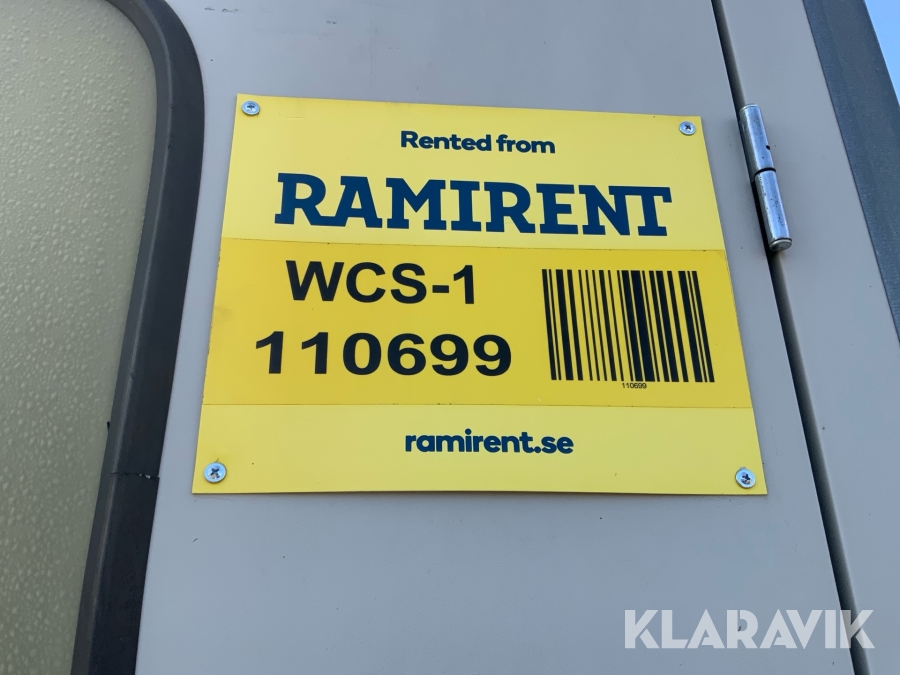 Rented from
RAMIRENT
WCS-1
110699
110699
ramirent.se
KLARAVIK